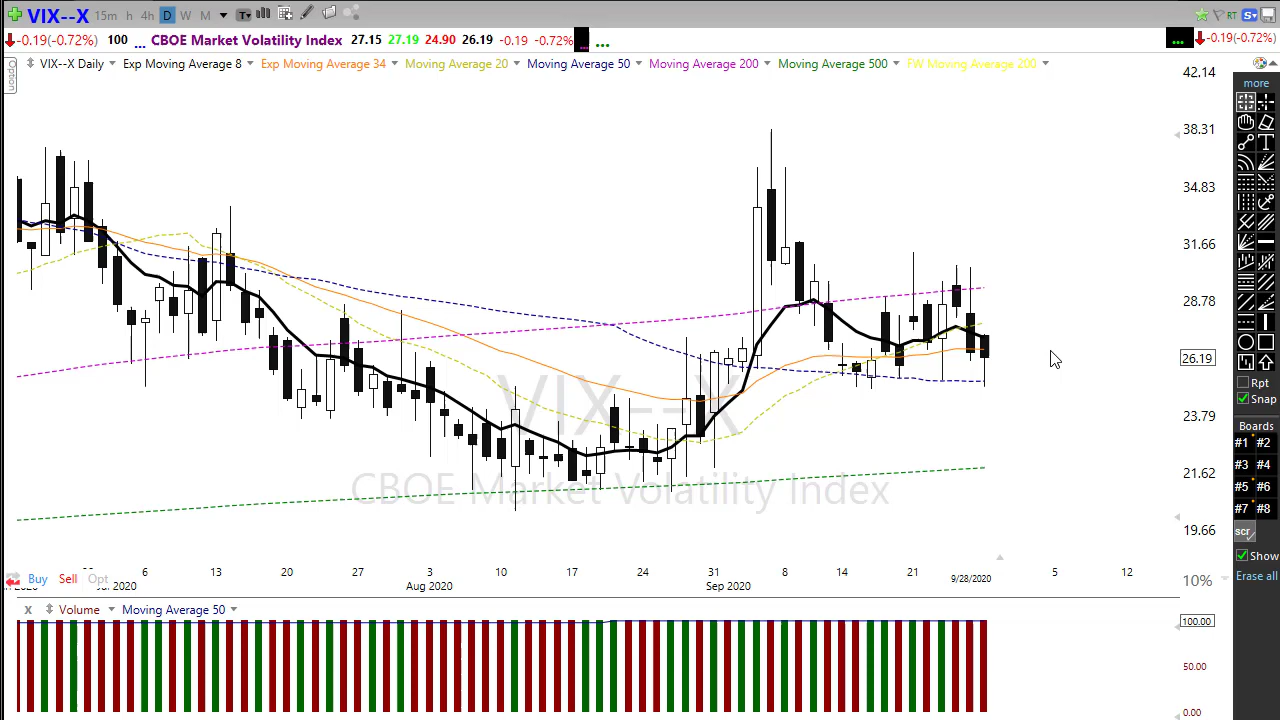 VIX--X 15m h 4h D W M T RT S
-0.19(-0.72%) 100 ... CBOE Market Volatility Index 27.15 27.19 24.90 26.19 -0.19 -0.72% ... ... ... -0.19(-0.72%)
Option VIX--X Daily Exp Moving Average 8 Exp Moving Average 34 Moving Average 20 Moving Average 50 Moving Average 200 Moving Average 500 FW Moving Average 200
42.14
38.31
34.83
31.66
28.78
26.19
23.79
21.62
19.66
VIX--X
CBOE Market Volatility Index
more
T
Rpt
Snap
Boards
#1 #2
#3 #4
#5 #6
#7 #8
scr
Show
Erase all
6 13 20 27 10 17 24 31 8 14 21 9/28/2020 5 12
Buy Sell Opt 2020 Aug 2020 Sep 2020 10%
X Volume Moving Average 50
100.00
50.00
0.00